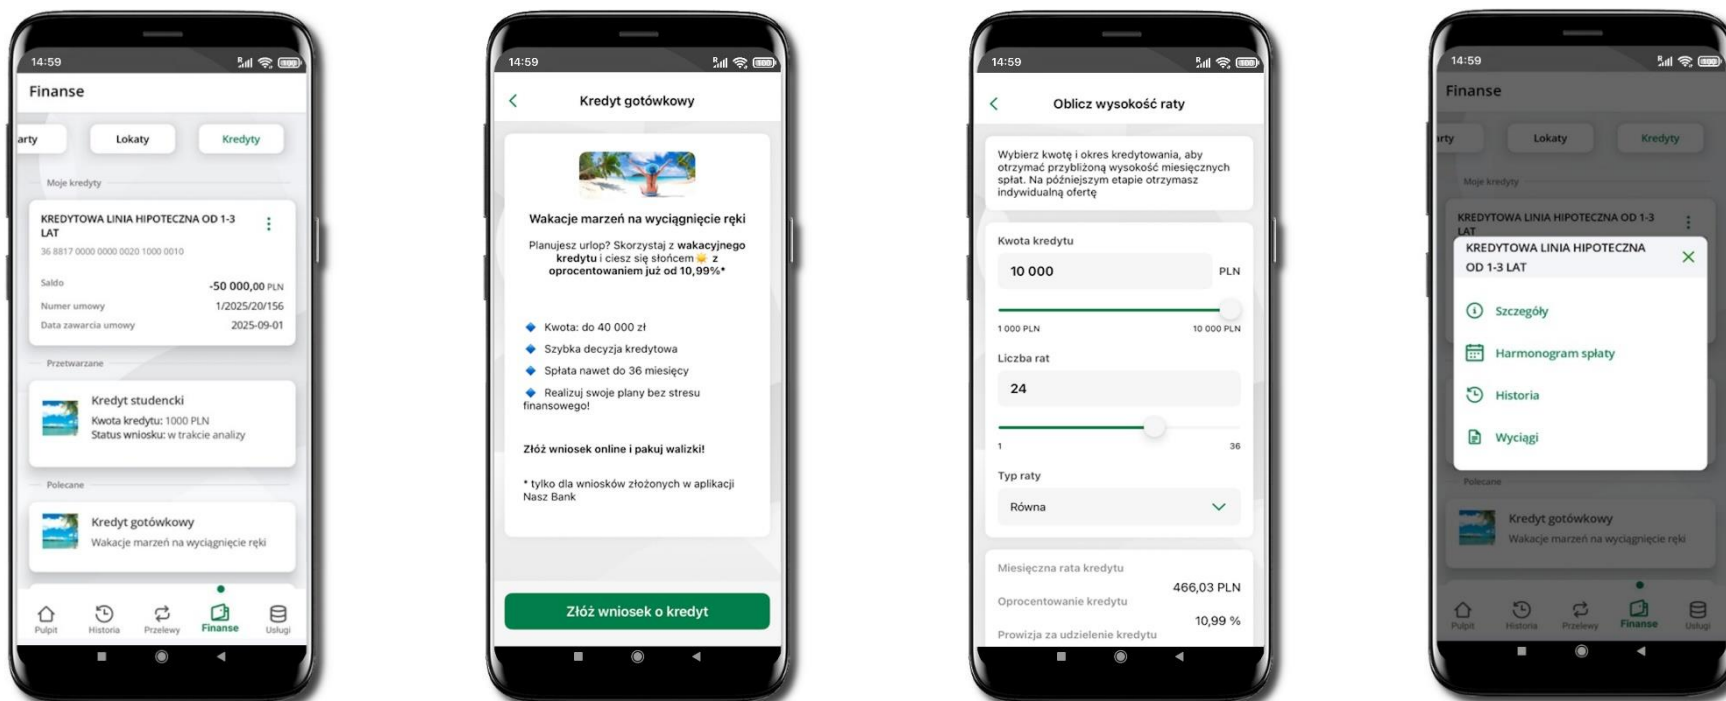 14:59
Finanse
arty Lokaty Kredyty
Moje kredyty
KREDYTOWA LINIA HIPOTECZNA OD 1-3
LAT
36 8817 0000 0000 0020 1000 0010
Saldo -50 000,00 PLN
Numer umowy 1/2025/20/156
Data zawarcia umowy 2025-09-01
Przetwarzane
Kredyt studencki
Kwota kredytu: 1000 PLN
Status wniosku: w trakcie analizy
Polecane
Kredyt gotówkowy
Wakacje marzeń na wyciągnięcie ręki
Pulpit Historia Przelewy Finanse Usługi
14:59
Kredyt gotówkowy
Wakacje marzeń na wyciągnięcie ręki
Planujesz urlop? Skorzystaj z wakacyjnego
kredytu i ciesz się słońcem☀️ z
oprocentowaniem już od 10,99%*
Kwota: do 40 000 zł
Szybka decyzja kredytowa
Spłata nawet do 36 miesięcy
Realizuj swoje plany bez stresu
finansowego!
Złóż wniosek online i pakuj walizki!
* tylko dla wniosków złożonych w aplikacji
Nasz Bank
Złóż wniosek o kredyt
14:59
Oblicz wysokość raty
Wybierz kwotę i okres kredytowania, aby
otrzymać przybliżoną wysokość miesięcznych
spłat. Na późniejszym etapie otrzymasz
indywidualną ofertę
Kwota kredytu
10 000 PLN
1 000 PLN 10 000 PLN
Liczba rat
24
1 36
Typ raty
Równa
Miesięczna rata kredytu
466,03 PLN
Oprocentowanie kredytu
10,99 %
Prowizja za udzielenie kredytu
14:59
Finanse
arty Lokaty Kredyty
Moje kredyty
KREDYTOWA LINIA HIPOTECZNA OD 1-3
LAT
KREDYTOWA LINIA HIPOTECZNA
OD 1-3 LAT
Szczegóły
Harmonogram spłaty
Historia
Wyciągi
Polecane
Kredyt gotówkowy
Wakacje marzeń na wyciągnięcie ręki
Pulpit Historia Przelewy Finanse Usługi